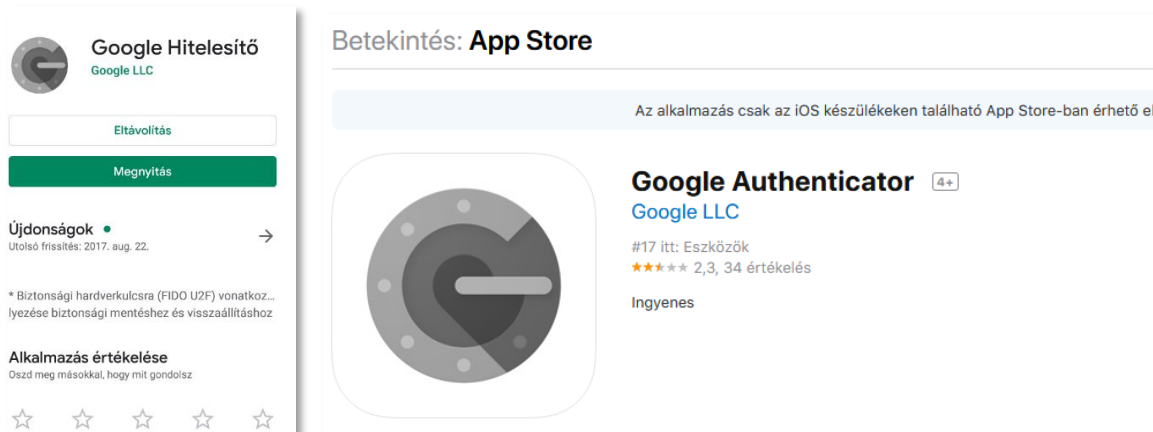 Google Hitelesítő
Google LLC
Eltávolítás
Megnyitás
Újdonságok
Utolsó frissítés: 2017. aug. 22.
* Biztonsági hardverkulcsra (FIDO U2F) vonatkoz...
lyezése biztonsági mentéshez és visszaállításhoz
Alkalmazás értékelése
Oszd meg másokkal, hogy mit gondolsz
Betekintés: App Store
Az alkalmazás csak az iOS készülékeken található App Store-ban érhető el
Google Authenticator 4+
Google LLC
#17 itt: Eszközök
2,3, 34 értékelés
Ingyenes